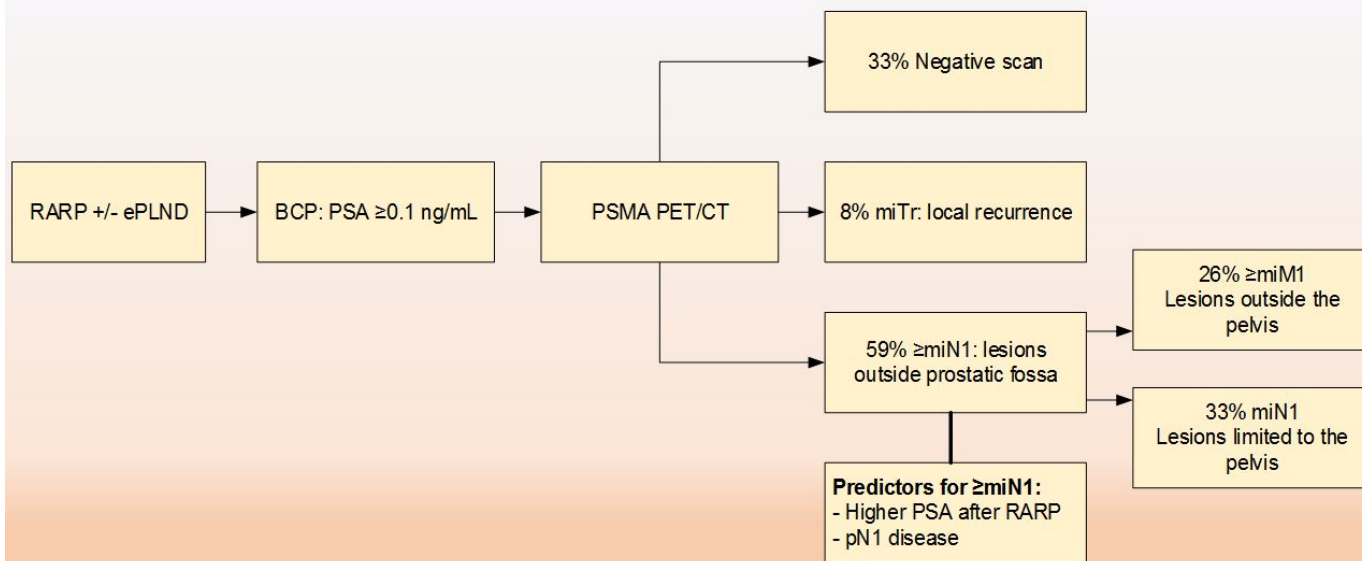 33% Negative scan
RARP +/- ePLND
BCP: PSA ≥0.1 ng/mL
PSMA PET/CT
8% miTr: local recurrence
59% ≥miN1: lesions
outside prostatic fossa
26% ≥miM1
Lesions outside the
pelvis
33% miN1
Lesions limited to the
pelvis
Predictors for ≥miN1:
- Higher PSA after RARP
- pN1 disease